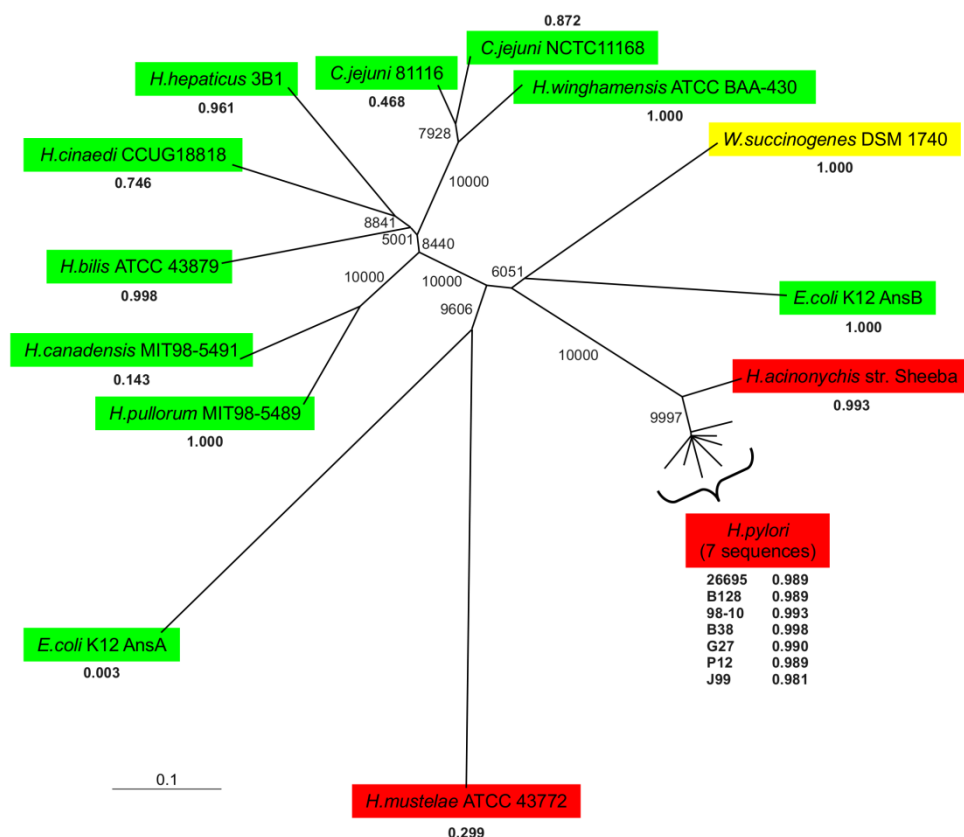 0.872
C.jejuni NCTC11168
C.jejuni 81116
0.468
H.hepaticus 3B1
0.961
H.winghamensis ATCC BAA-430
1.000
7928
W.succinogenes DSM 1740
1.000
H.cinaedi CCUG18818
0.746
10000
8841
5001
8440
H.bilis ATCC 43879
0.998
10000
10000
6051
9606
E.coli K12 AnsB
1.000
H.canadensis MIT98-5491
0.143
10000
H.acinonychis str. Sheeba
0.993
H.pullorum MIT98-5489
1.000
9997
H.pylori
(7 sequences)
26695 0.989
B128 0.989
98-10 0.993
B38 0.998
G27 0.990
P12 0.989
J99 0.981
E.coli K12 AnsA
0.003
0.1
H.mustelae ATCC 43772
0.299